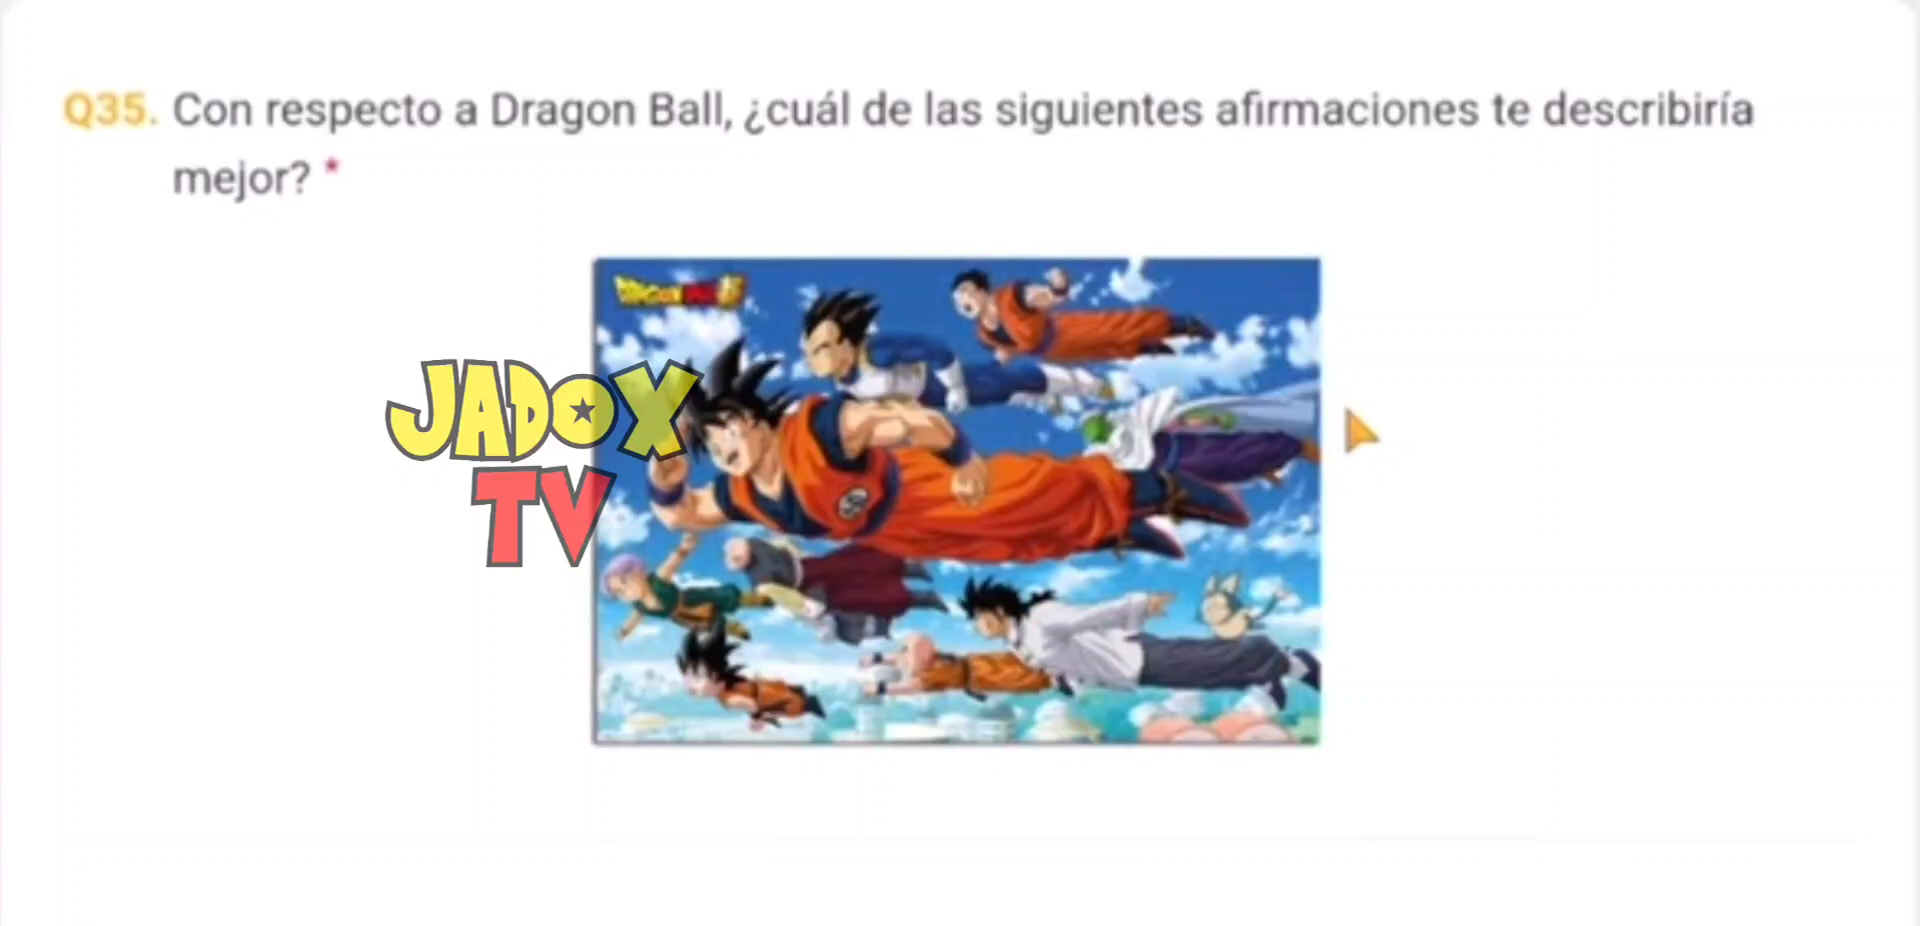 Q35. Con respecto a Dragon Ball, ¿cuál de las siguientes afirmaciones te describiría
mejor? *
JADOX
TV